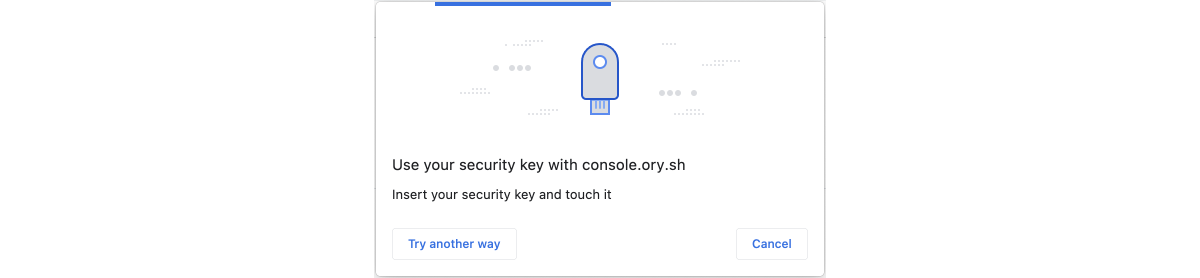 Use your security key with console.ory.sh
Insert your security key and touch it
Try another way
Cancel